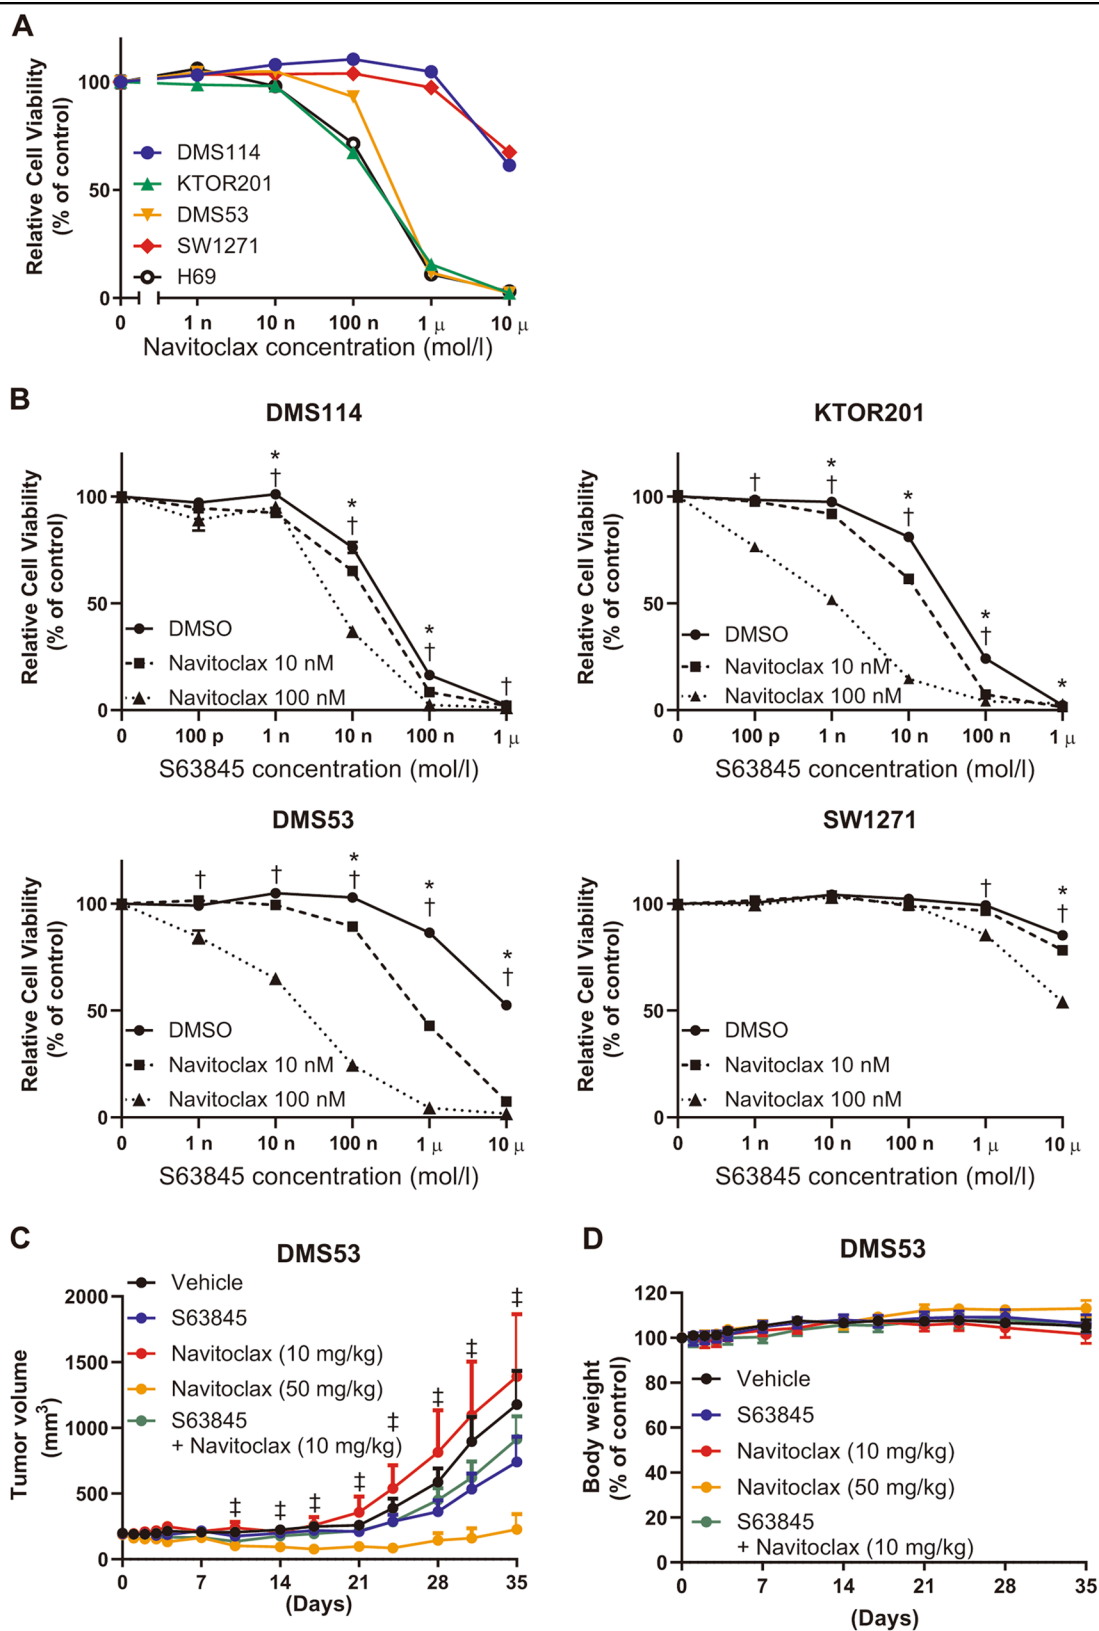 A
Relative Cell Viability
(% of control)
100
50
0
DMS114
KTOR201
DMS53
SW1271
H69
0 1 n 10 n 100 n 1 μ 10 μ
Navitoclax concentration (mol/l)
B
DMS114
Relative Cell Viability
(% of control)
100
50
0
* * *
† † † †
DMSO
Navitoclax 10 nM
Navitoclax 100 nM
0 100 p 1 n 10 n 100 n 1 μ
S63845 concentration (mol/l)
KTOR201
Relative Cell Viability
(% of control)
100
50
0
* * * *
† † † †
DMSO
Navitoclax 10 nM
Navitoclax 100 nM
0 100 p 1 n 10 n 100 n 1 μ
S63845 concentration (mol/l)
DMS53
Relative Cell Viability
(% of control)
100
50
0
* * *
† † † † †
DMSO
Navitoclax 10 nM
Navitoclax 100 nM
0 1 n 10 n 100 n 1 μ 10 μ
S63845 concentration (mol/l)
SW1271
Relative Cell Viability
(% of control)
100
50
0
*
† †
DMSO
Navitoclax 10 nM
Navitoclax 100 nM
0 1 n 10 n 100 n 1 μ 10 μ
S63845 concentration (mol/l)
C
DMS53
Tumor volume
(mm3)
2000
1500
1000
500
0
Vehicle
S63845
Navitoclax (10 mg/kg)
Navitoclax (50 mg/kg)
S63845
+ Navitoclax (10 mg/kg)
‡ ‡ ‡ ‡ ‡ ‡ ‡ ‡
0 7 14 21 28 35
(Days)
D
DMS53
Body weight
(% of control)
120
100
80
60
40
20
0
Vehicle
S63845
Navitoclax (10 mg/kg)
Navitoclax (50 mg/kg)
S63845
+ Navitoclax (10 mg/kg)
0 7 14 21 28 35
(Days)